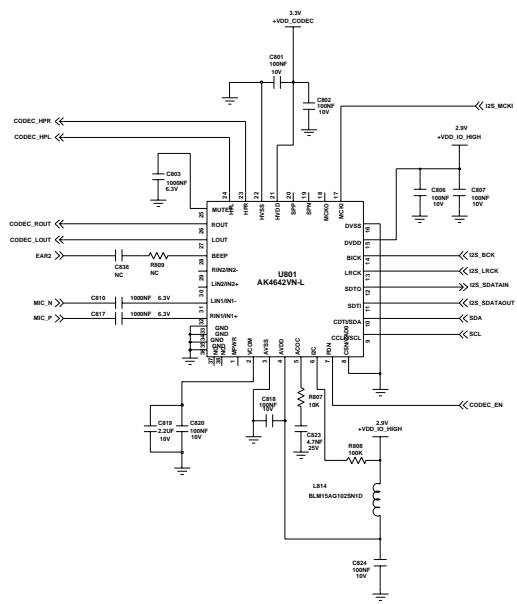 3.3V
+VDD_CODEC
C801
100NF
10V
C802
100NF
10V
CODEC_HPR
CODEC_HPL
I2S_MCKI
2.9V
+VDD_IO_HIGH
C803
1000NF
6.3V
C806
100NF
10V
C807
100NF
10V
24 23 22 21 20 19 18 17
HPL HPR HVSS HVDD SPP SPN MCKO MCKI
25 MUTET
26 ROUT
27 LOUT
28 BEEP
29 RIN2/IN2-
30 LIN2/IN2+
31 LIN1/IN1-
32 RIN1/IN1+
33 GND
34 GND
35 GND
36 GND
37 NC
38 NC
U801
AK4642VN-L
DVSS 16
DVDD 15
BICK 14
LRCK 13
SDTO 12
SDTI 11
CDTI/SDA 10
CCLK/SCL 9
MPWR VCOM AVSS AVDD ACOC I2C PDN CSN/CAD0
1 2 3 4 5 6 7 8
CODEC_ROUT
CODEC_LOUT
EAR2
C836
NC
R809
NC
MIC_N
C810
1000NF 6.3V
MIC_P
C817
1000NF 6.3V
I2S_BCK
I2S_LRCK
I2S_SDATAIN
I2S_SDATAOUT
SDA
SCL
CODEC_EN
C819
2.2UF
10V
C820
100NF
10V
C818
100NF
10V
R807
10K
C823
4.7NF
25V
2.9V
+VDD_IO_HIGH
R808
100K
L814
BLM15AG102SN1D
C824
100NF
10V